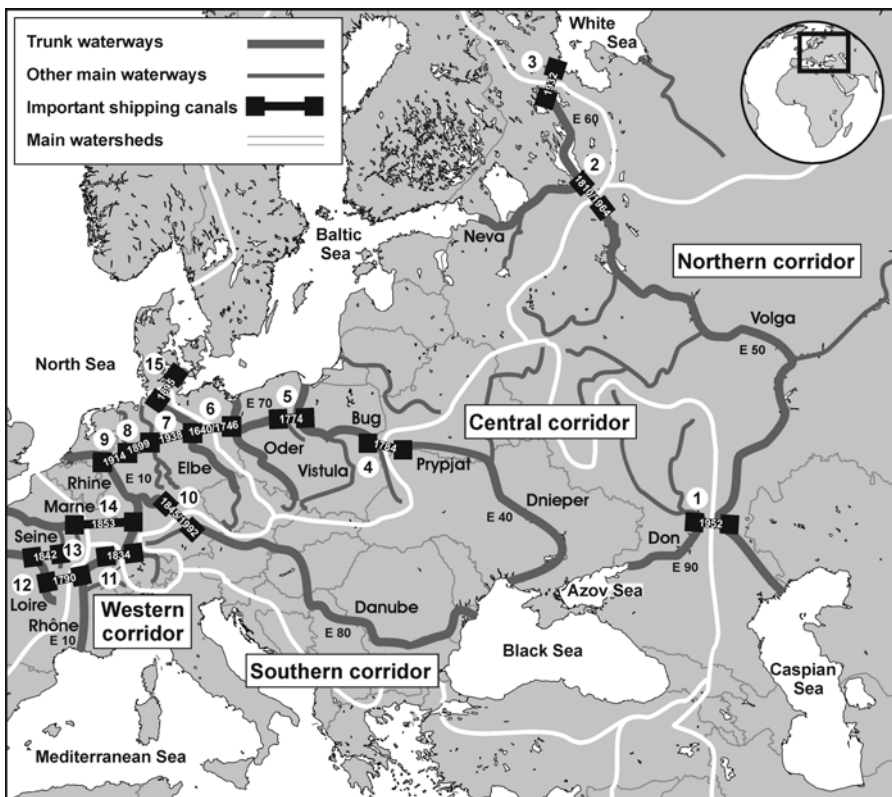 Trunk waterways
Other main waterways
Important shipping canals
Main watersheds
White
Sea
3
1932
E 60
2
1810/1964
Baltic
Sea
Neva
Northern corridor
Volga
E 50
North Sea
15
1895
E 70
5
1774
6
1640/1746
7
1938
8
1899
9
1914
Bug
1784
4
Central corridor
Prypjat
Oder
Vistula
Elbe
Rhine
E 10
10
1845/1992
Marne
14
1853
Dnieper
E 40
1
1952
Don
E 90
Seine
13
1842
1834
12
1790
11
Loire
Western
corridor
Rhône
E 10
Danube
E 80
Azov Sea
Southern corridor
Black Sea
Caspian
Sea
Mediterranean Sea